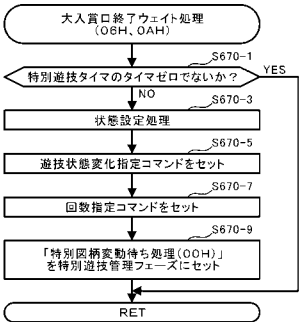 大入賞口終了ウェイト処理
(06H、0AH)
S670-1
特別遊技タイマのタイマゼロでないか?
YES
NO
S670-3
状態設定処理
S670-5
遊技状態変化指定コマンドをセット
S670-7
回数指定コマンドをセット
S670-9
「特別図柄変動待ち処理(00H)」
を特別遊技管理フェーズにセット
RET